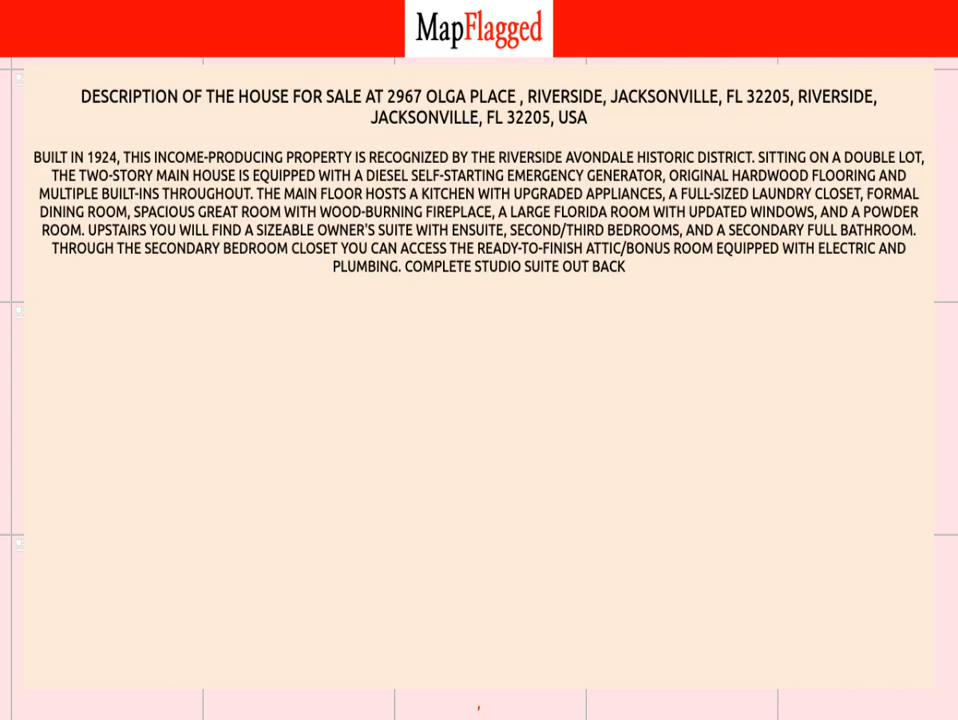 MapFlagged
DESCRIPTION OF THE HOUSE FOR SALE AT 2967 OLGA PLACE , RIVERSIDE, JACKSONVILLE, FL 32205, RIVERSIDE,
JACKSONVILLE, FL 32205, USA
BUILT IN 1924, THIS INCOME-PRODUCING PROPERTY IS RECOGNIZED BY THE RIVERSIDE AVONDALE HISTORIC DISTRICT. SITTING ON A DOUBLE LOT,
THE TWO-STORY MAIN HOUSE IS EQUIPPED WITH A DIESEL SELF-STARTING EMERGENCY GENERATOR, ORIGINAL HARDWOOD FLOORING AND
MULTIPLE BUILT-INS THROUGHOUT. THE MAIN FLOOR HOSTS A KITCHEN WITH UPGRADED APPLIANCES, A FULL-SIZED LAUNDRY CLOSET, FORMAL
DINING ROOM, SPACIOUS GREAT ROOM WITH WOOD-BURNING FIREPLACE, A LARGE FLORIDA ROOM WITH UPDATED WINDOWS, AND A POWDER
ROOM. UPSTAIRS YOU WILL FIND A SIZEABLE OWNER'S SUITE WITH ENSUITE, SECOND/THIRD BEDROOMS, AND A SECONDARY FULL BATHROOM.
THROUGH THE SECONDARY BEDROOM CLOSET YOU CAN ACCESS THE READY-TO-FINISH ATTIC/BONUS ROOM EQUIPPED WITH ELECTRIC AND
PLUMBING. COMPLETE STUDIO SUITE OUT BACK
,